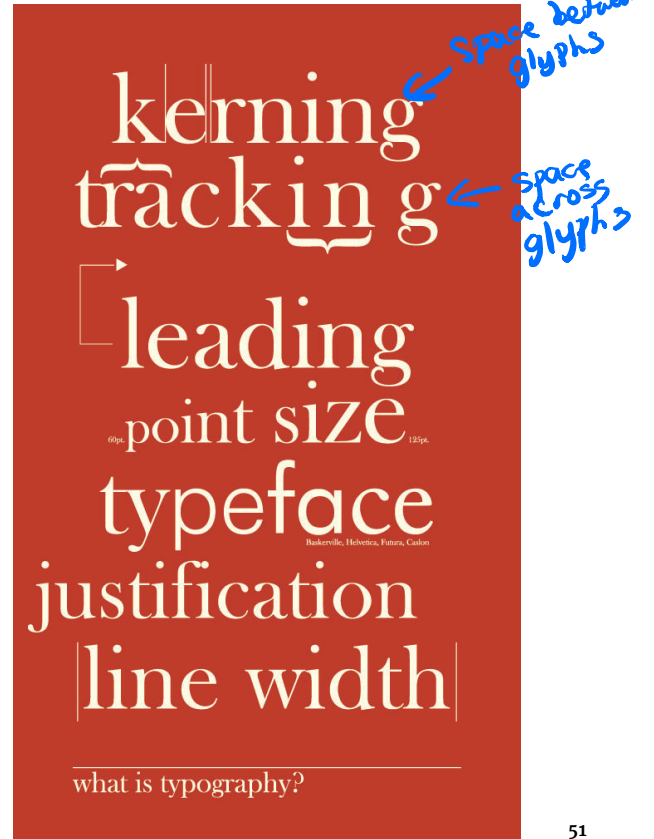 space
glyphs
kerning
tracking
space
across
glyphs
leading
60pt. point size 125pt.
typeface
Baskerville, Helvetica, Futura, Caslon
justification
line width
what is typography?
51